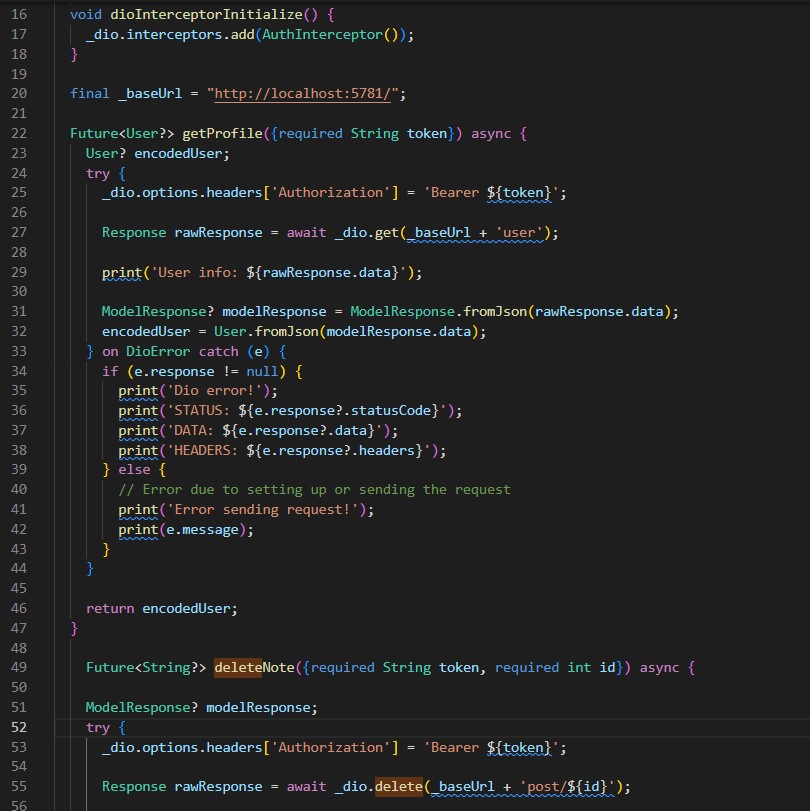 16 void dioInterceptorInitialize() {
17 _dio.interceptors.add(AuthInterceptor());
18 }
19
20 final _baseUrl = "http://localhost:5781/";
21
22 Future<User?> getProfile({required String token}) async {
23 User? encodedUser;
24 try {
25 _dio.options.headers['Authorization'] = 'Bearer ${token}';
26
27 Response rawResponse = await _dio.get(_baseUrl + 'user');
28
29 print('User info: ${rawResponse.data}');
30
31 ModelResponse? modelResponse = ModelResponse.fromJson(rawResponse.data);
32 encodedUser = User.fromJson(modelResponse.data);
33 } on DioError catch (e) {
34 if (e.response != null) {
35 print('Dio error!');
36 print('STATUS: ${e.response?.statusCode}');
37 print('DATA: ${e.response?.data}');
38 print('HEADERS: ${e.response?.headers}');
39 } else {
40 // Error due to setting up or sending the request
41 print('Error sending request!');
42 print(e.message);
43 }
44 }
45
46 return encodedUser;
47 }
48
49 Future<String?> deleteNote({required String token, required int id}) async {
50
51 ModelResponse? modelResponse;
52 try {
53 _dio.options.headers['Authorization'] = 'Bearer ${token}';
54
55 Response rawResponse = await _dio.delete(_baseUrl + 'post/${id}');
56